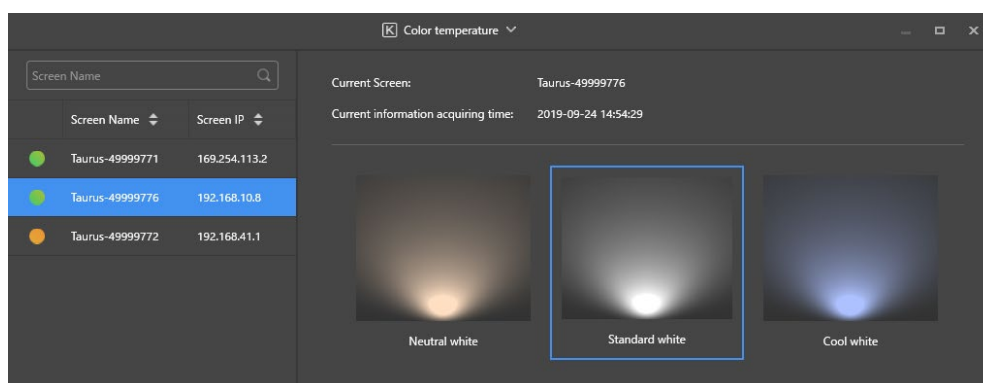 K Color temperature
Screen Name
Current Screen: Taurus-49999776
Current information acquiring time: 2019-09-24 14:54:29
Screen Name Screen IP
Taurus-49999771 169.254.113.2
Taurus-49999776 192.168.10.8
Taurus-49999772 192.168.41.1
Neutral white
Standard white
Cool white